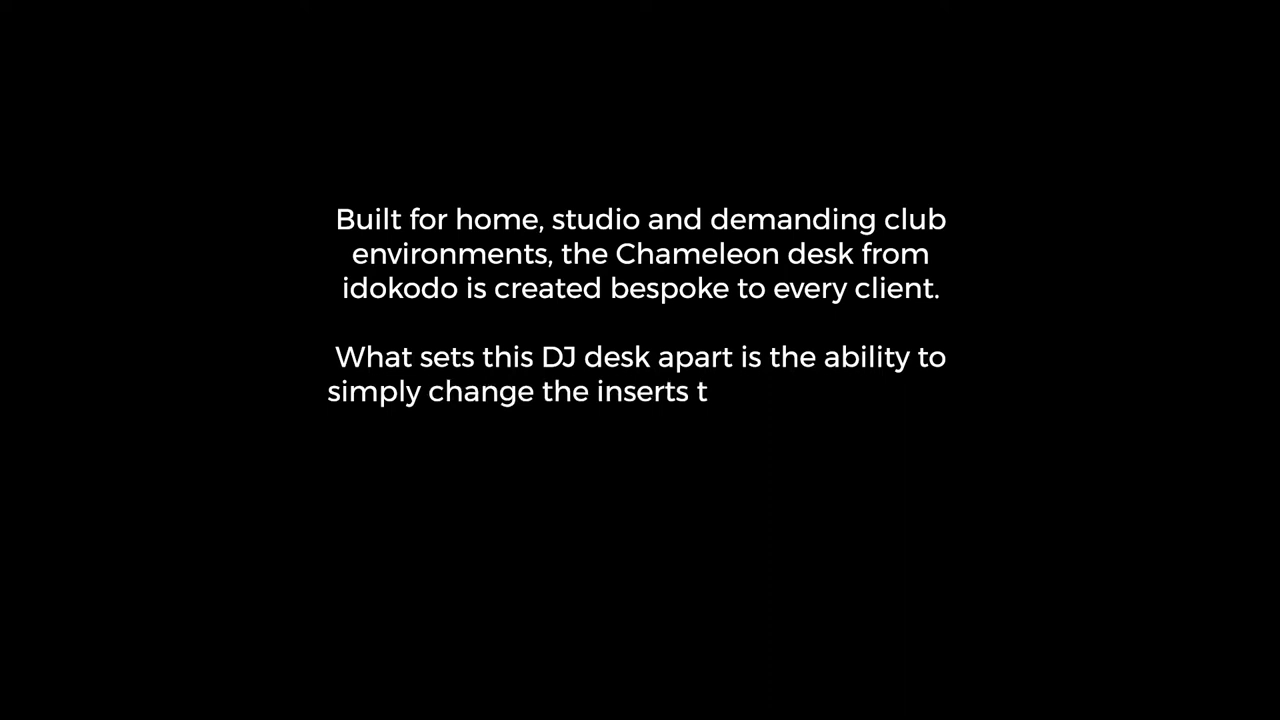 Built for home, studio and demanding club
environments, the Chameleon desk from
idokodo is created bespoke to every client.
What sets this DJ desk apart is the ability to
simply change the inserts t